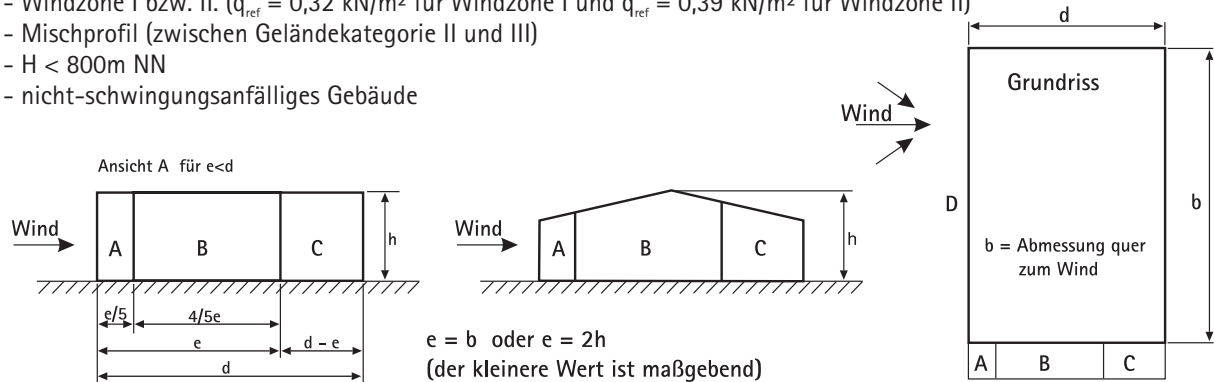 - Windzone I bzw. II. (q_ref = 0,32 kN/m² für Windzone I und q_ref = 0,39 kN/m² für Windzone II)
- Mischprofil (zwischen Geländekategorie II und III)
- H < 800m NN
- nicht-schwingungsanfälliges Gebäude
Ansicht A für e<d
Wind
A
B
C
h
e/5
4/5e
e
d - e
d
Wind
A
B
C
h
e = b oder e = 2h
(der kleinere Wert ist maßgebend)
d
Grundriss
Wind
D
b
b = Abmessung quer
zum Wind
A
B
C